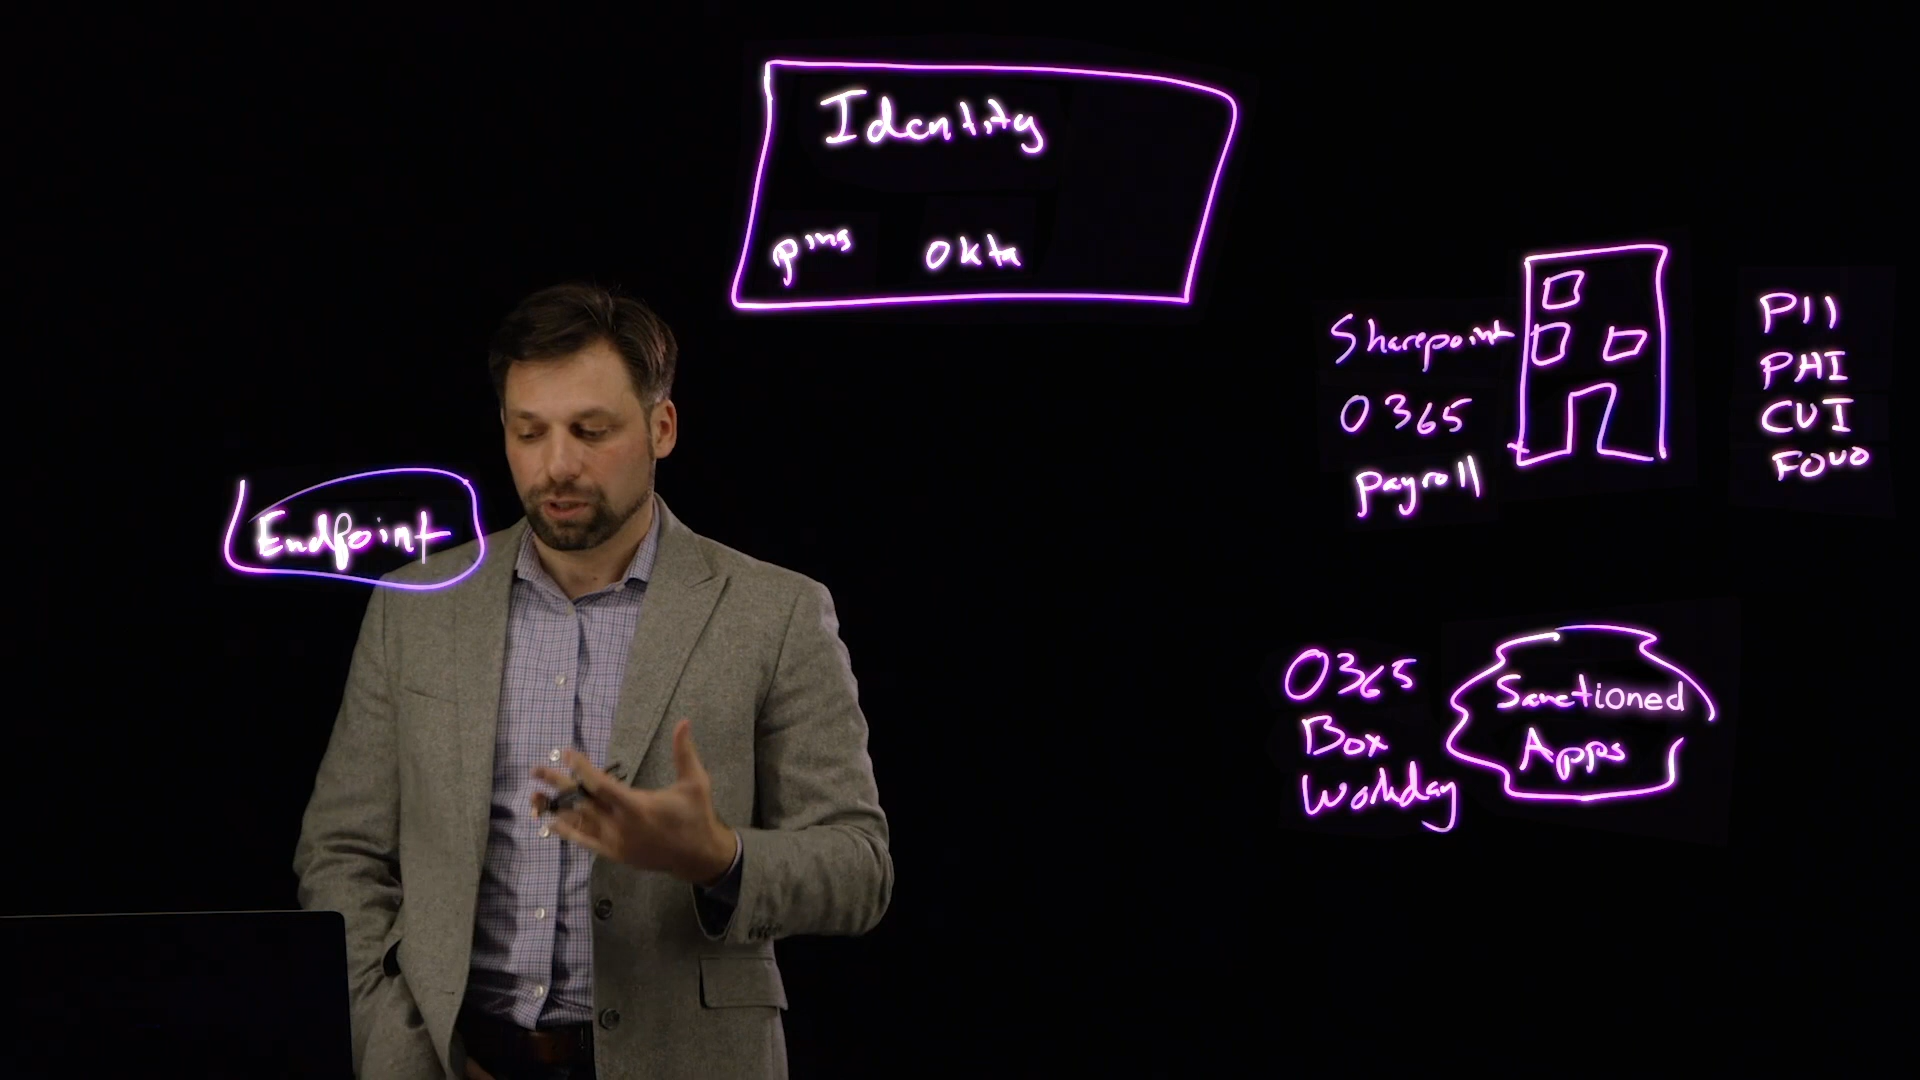 Identity
ping okta
Endpoint
Sharepoint
O365
payroll
PII
PHI
CUI
FOUO
O365
Box
Workday
Sanctioned
Apps